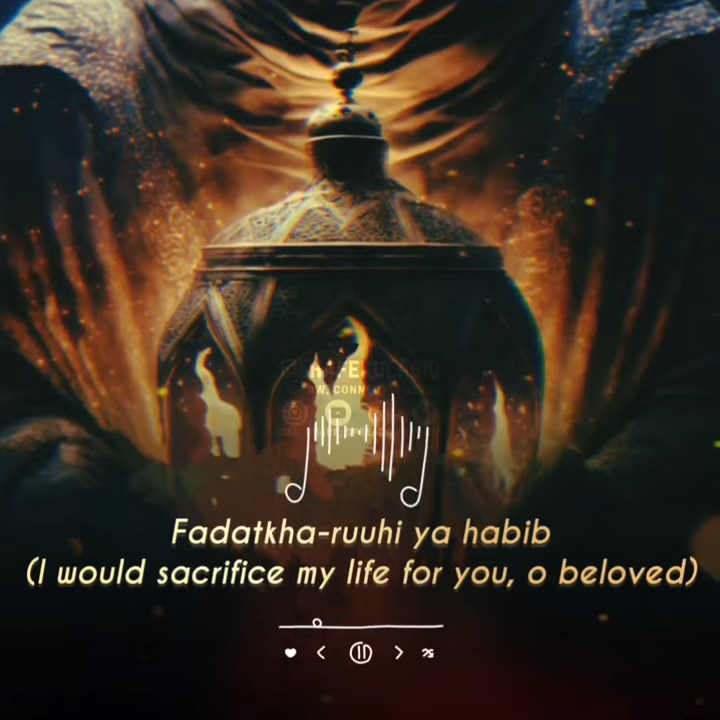 Fadatkha-ruuhi ya habib
(I would sacrifice my life for you, o beloved)